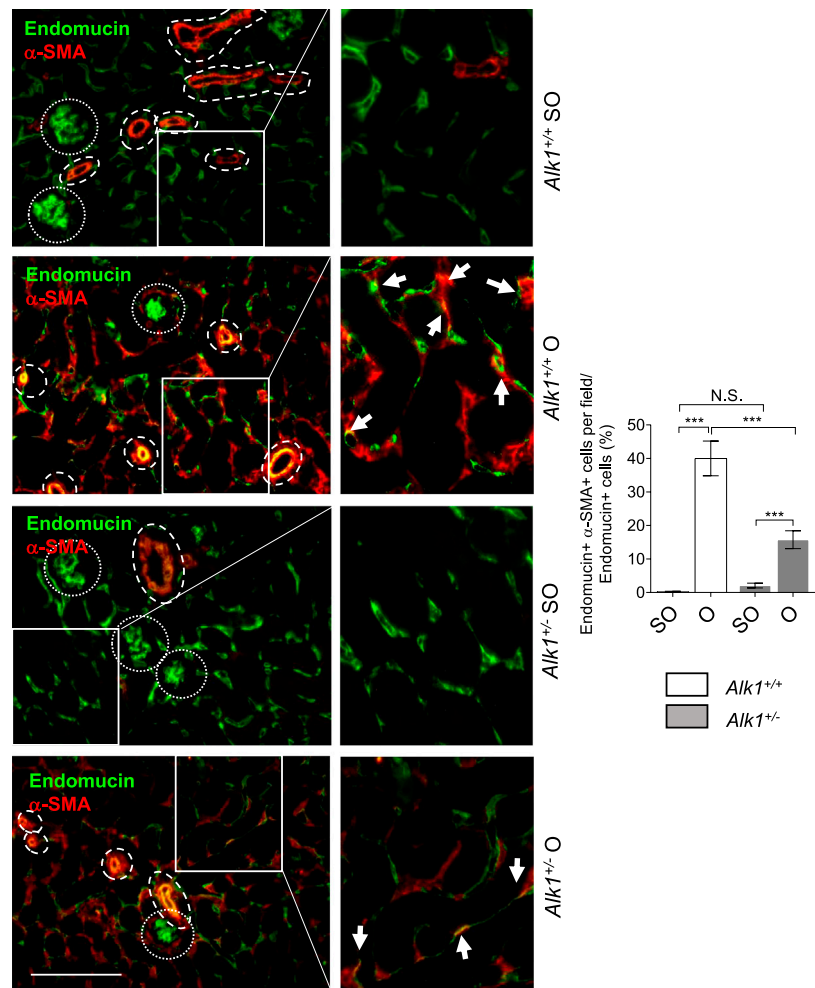 Endomucin
α-SMA
Alk1+/+ SO
Endomucin
α-SMA
Alk1+/+ O
Endomucin
α-SMA
Alk1+/- SO
Endomucin
α-SMA
Alk1+/- O
Endomucin+ α-SMA+ cells per field/
Endomucin+ cells (%)
N.S.
*** ***
***
50
40
30
20
10
0
SO O SO O
Alk1+/+
Alk1+/-